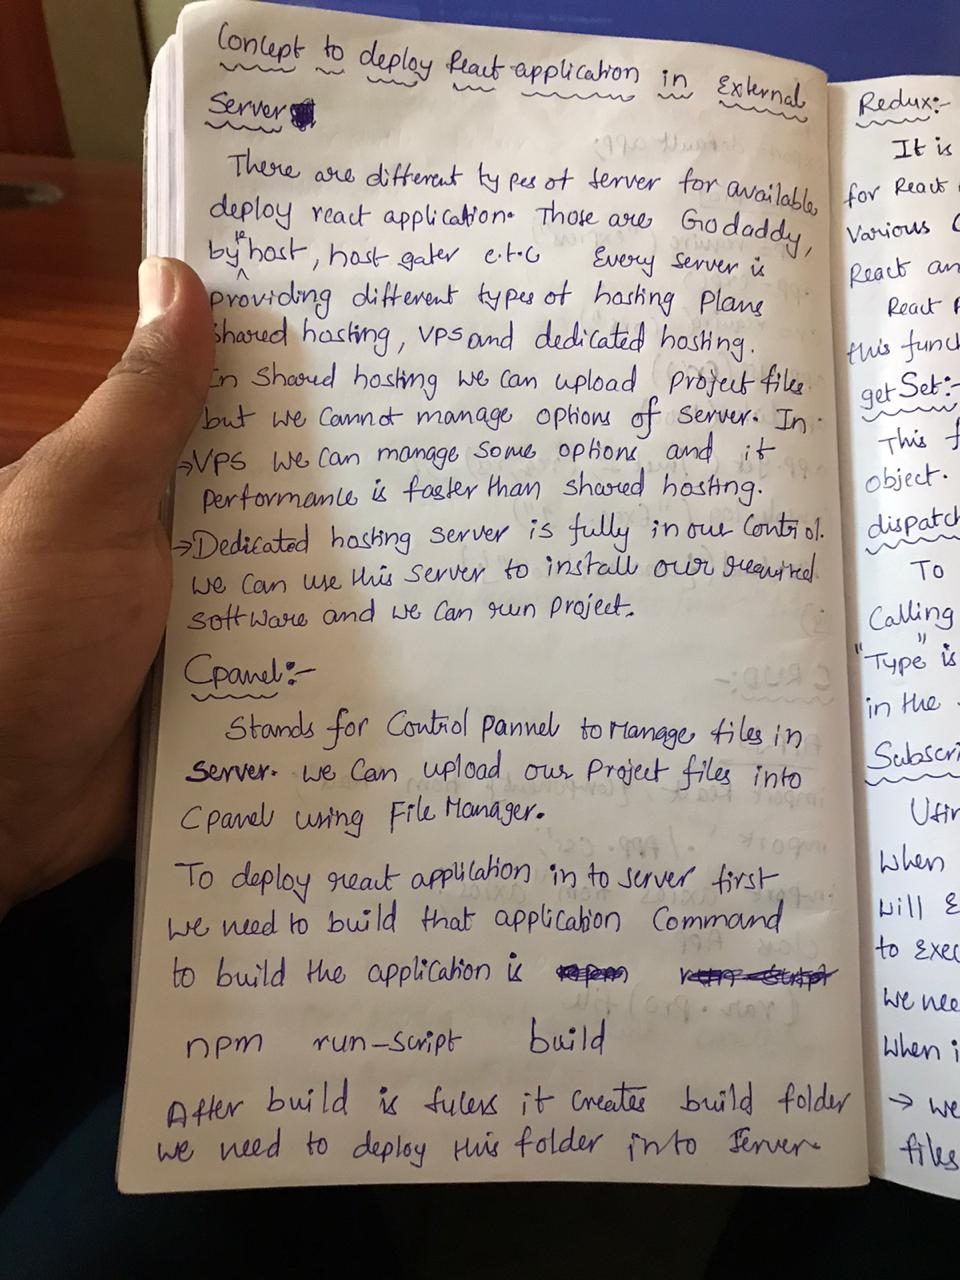 Concept to deploy React application in External
Server
There are different types of server for available
deploy react application. Those are Godaddy,
byte host, host gater e.t.c Every server is
providing different types of hosting plans
shared hosting, VPS and dedicated hosting.
In shared hosting we can upload project files
but we cannot manage options of server. In
→VPS we can manage some options and it
performance is faster than shared hosting.
→Dedicated hosting server is fully in our control.
we can use this server to install our required
software and we can run project.
Cpanel:-
Stands for Control pannel to manage files in
server. we can upload our project files into
Cpanel using File Manager.
To deploy react application in to server first
we need to build that application Command
to build the application is
npm run-script build
After build is it creates build folder
we need to deploy this folder into server.
Redux:-
It is
for React
Various
React an
React
this func
get Set:-
This f
object.
dispatch
To
Calling
"Type" is
in the
Subscri
When
will
to exec
we nee
when i
→ we
files